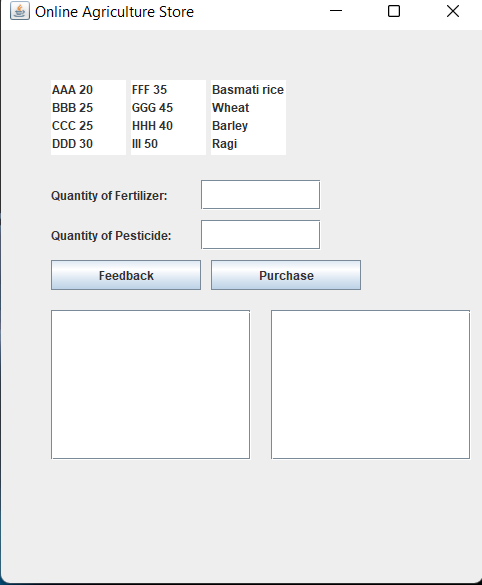 Online Agriculture Store
AAA 20
BBB 25
CCC 25
DDD 30
FFF 35
GGG 45
HHH 40
III 50
Basmati rice
Wheat
Barley
Ragi
Quantity of Fertilizer:
Quantity of Pesticide:
Feedback
Purchase